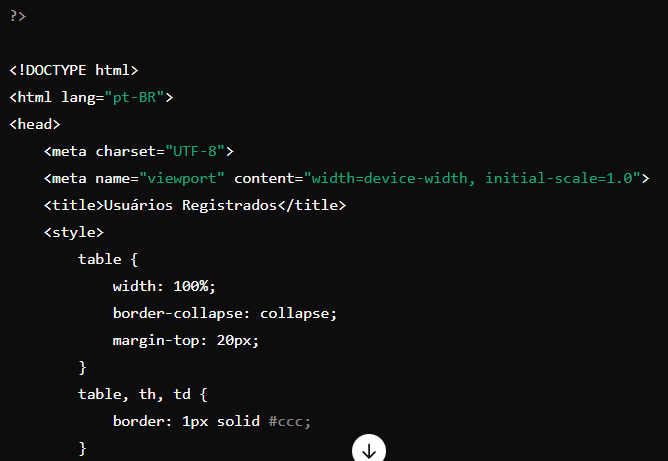 ?>
<!DOCTYPE html>
<html lang="pt-BR">
<head>
    <meta charset="UTF-8">
    <meta name="viewport" content="width=device-width, initial-scale=1.0">
    <title>Usuários Registrados</title>
    <style>
        table {
            width: 100%;
            border-collapse: collapse;
            margin-top: 20px;
        }
        table, th, td {
            border: 1px solid #ccc;
        }